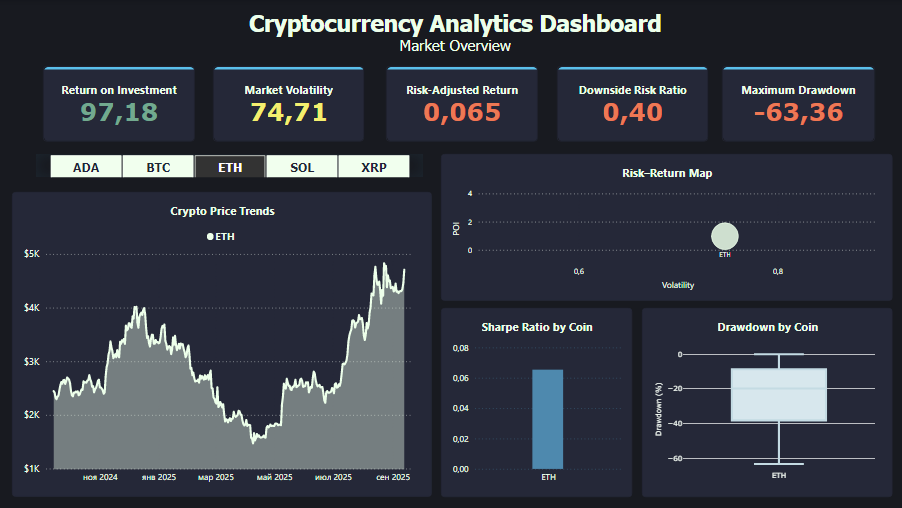 Cryptocurrency Analytics Dashboard
Market Overview
Return on Investment
97,18
Market Volatility
74,71
Risk-Adjusted Return
0,065
Downside Risk Ratio
0,40
Maximum Drawdown
-63,36
ADA
BTC
ETH
SOL
XRP
Crypto Price Trends
ETH
$5K
$4K
$3K
$2K
$1K
ноя 2024
янв 2025
мар 2025
май 2025
июл 2025
сен 2025
Risk–Return Map
POI
4
2
0
ETH
0,6
0,8
Volatility
Sharpe Ratio by Coin
0,08
0,06
0,04
0,02
0,00
ETH
Drawdown by Coin
Drawdown (%)
0
−20
−40
−60
ETH